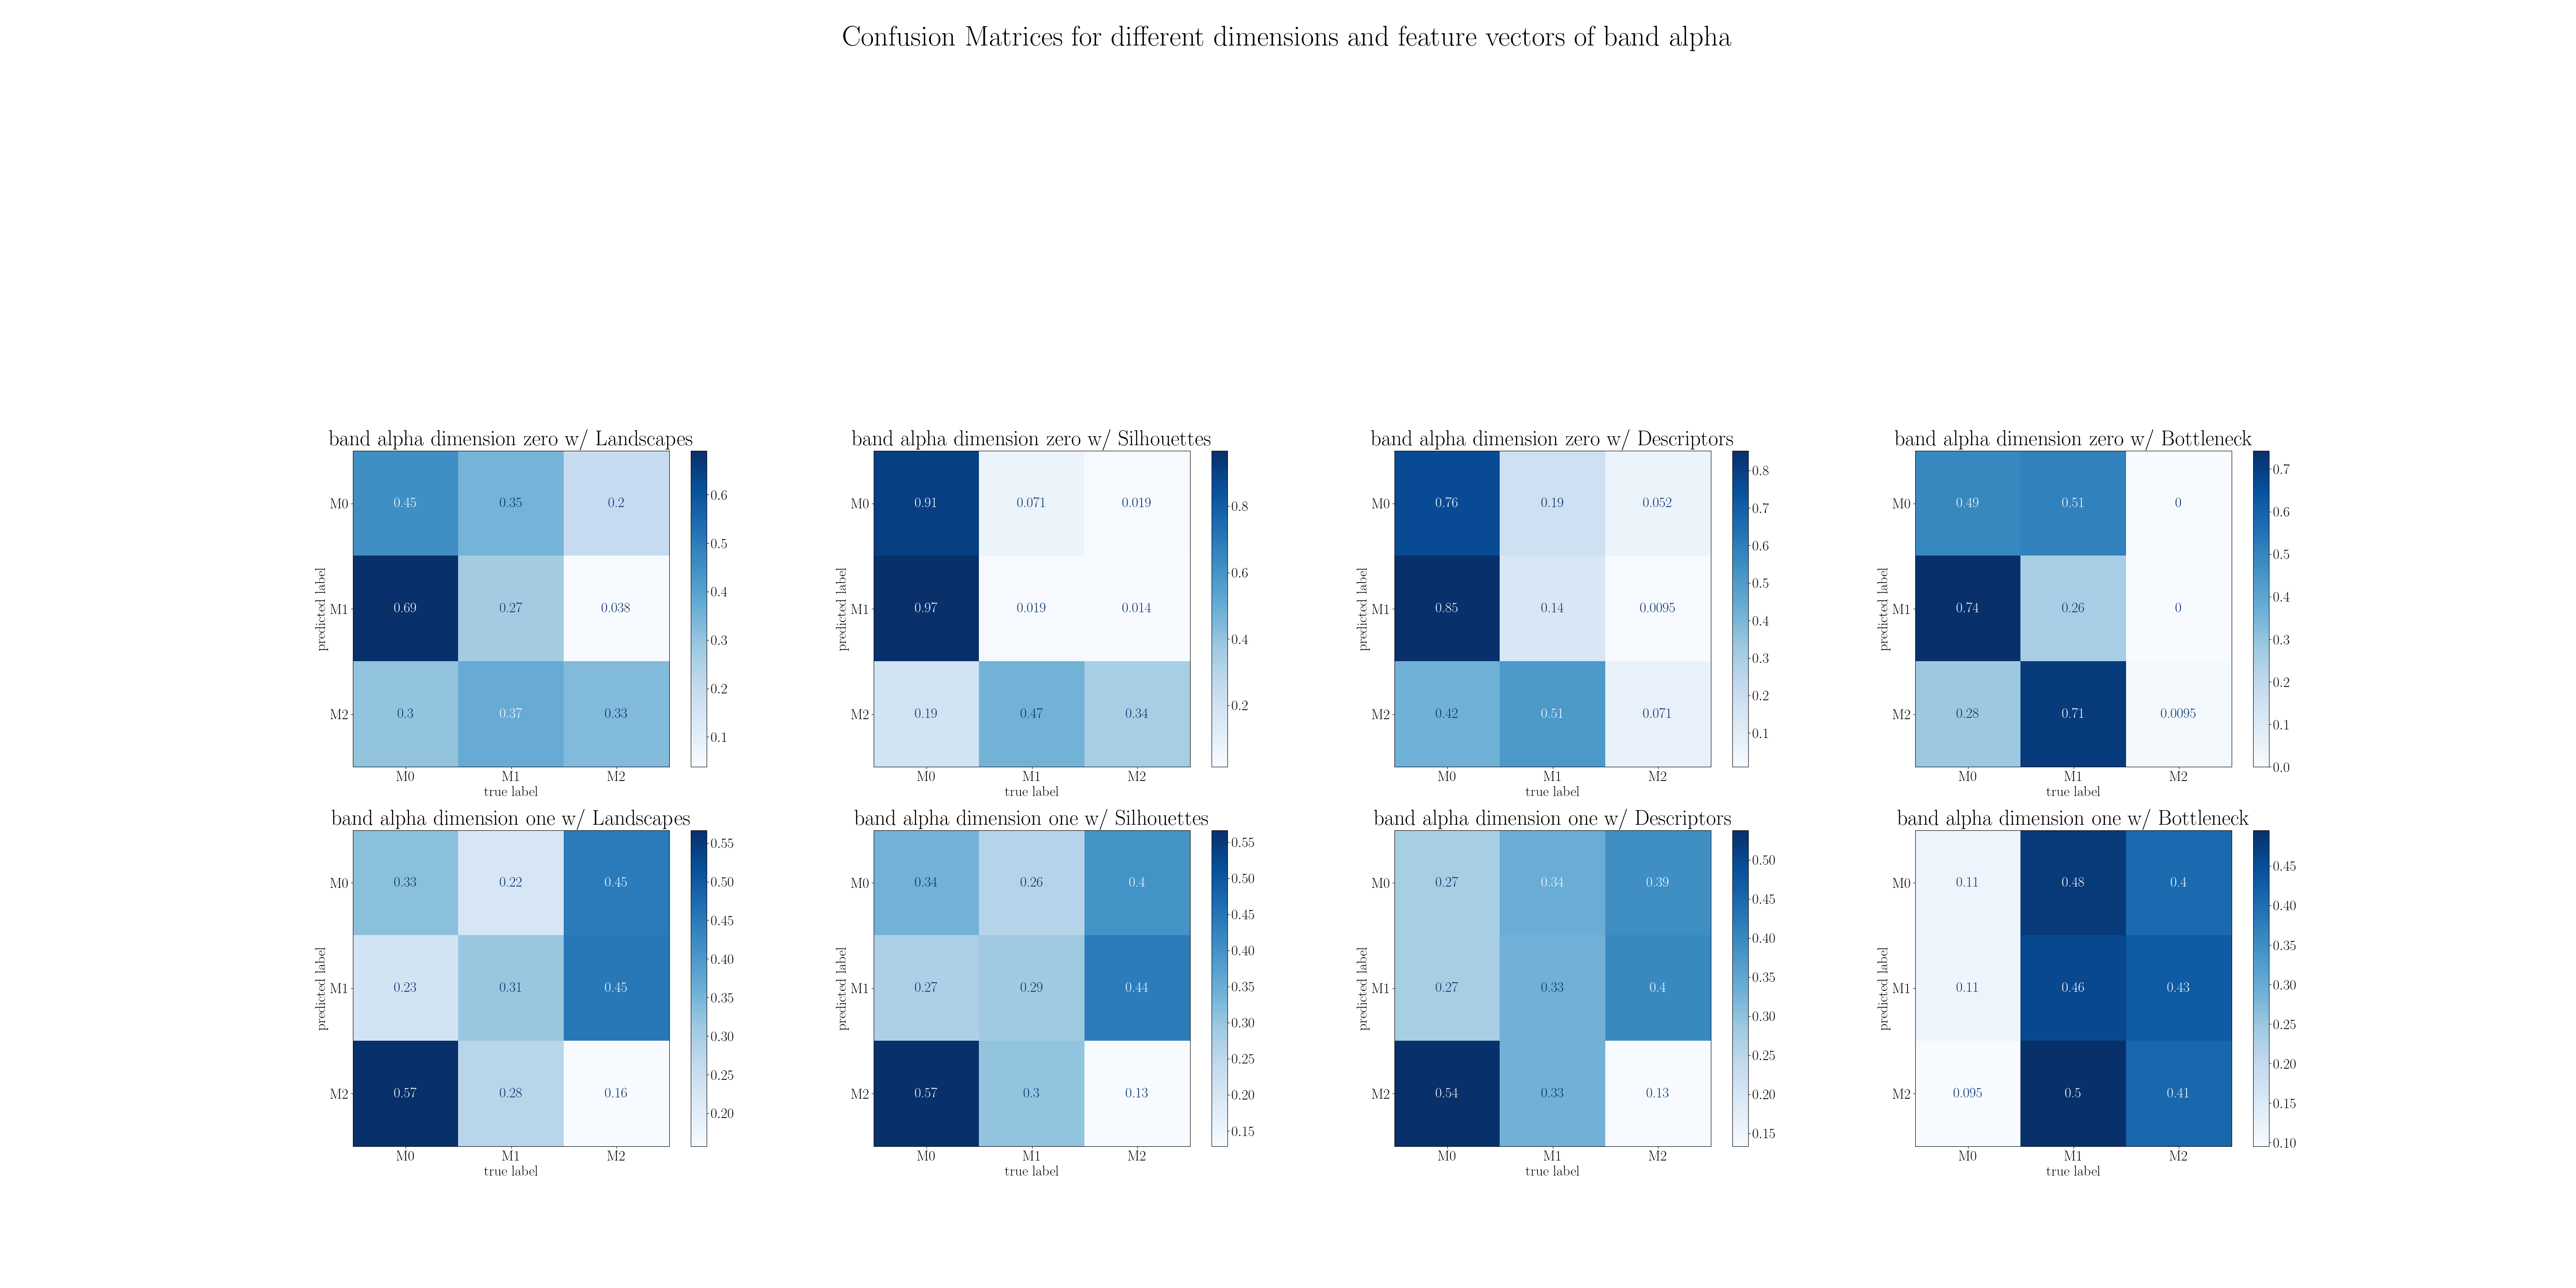 Confusion Matrices for different dimensions and feature vectors of band alpha
band alpha dimension zero w/ Landscapes
predicted label
M0 0.45 0.35 0.2
M1 0.69 0.27 0.038
M2 0.3 0.37 0.33
M0 M1 M2
true label
0.6
0.5
0.4
0.3
0.2
0.1
band alpha dimension zero w/ Silhouettes
predicted label
M0 0.91 0.071 0.019
M1 0.97 0.019 0.014
M2 0.19 0.47 0.34
M0 M1 M2
true label
0.8
0.6
0.4
0.2
band alpha dimension zero w/ Descriptors
predicted label
M0 0.76 0.19 0.052
M1 0.85 0.14 0.0095
M2 0.42 0.51 0.071
M0 M1 M2
true label
0.8
0.7
0.6
0.5
0.4
0.3
0.2
0.1
band alpha dimension zero w/ Bottleneck
predicted label
M0 0.49 0.51 0
M1 0.74 0.26 0
M2 0.28 0.71 0.0095
M0 M1 M2
true label
0.7
0.6
0.5
0.4
0.3
0.2
0.1
0.0
band alpha dimension one w/ Landscapes
predicted label
M0 0.33 0.22 0.45
M1 0.23 0.31 0.45
M2 0.57 0.28 0.16
M0 M1 M2
true label
0.55
0.50
0.45
0.40
0.35
0.30
0.25
0.20
band alpha dimension one w/ Silhouettes
predicted label
M0 0.34 0.26 0.4
M1 0.27 0.29 0.44
M2 0.57 0.3 0.13
M0 M1 M2
true label
0.55
0.50
0.45
0.40
0.35
0.30
0.25
0.20
0.15
band alpha dimension one w/ Descriptors
predicted label
M0 0.27 0.34 0.39
M1 0.27 0.33 0.4
M2 0.54 0.33 0.13
M0 M1 M2
true label
0.50
0.45
0.40
0.35
0.30
0.25
0.20
0.15
band alpha dimension one w/ Bottleneck
predicted label
M0 0.11 0.48 0.4
M1 0.11 0.46 0.43
M2 0.095 0.5 0.41
M0 M1 M2
true label
0.45
0.40
0.35
0.30
0.25
0.20
0.15
0.10